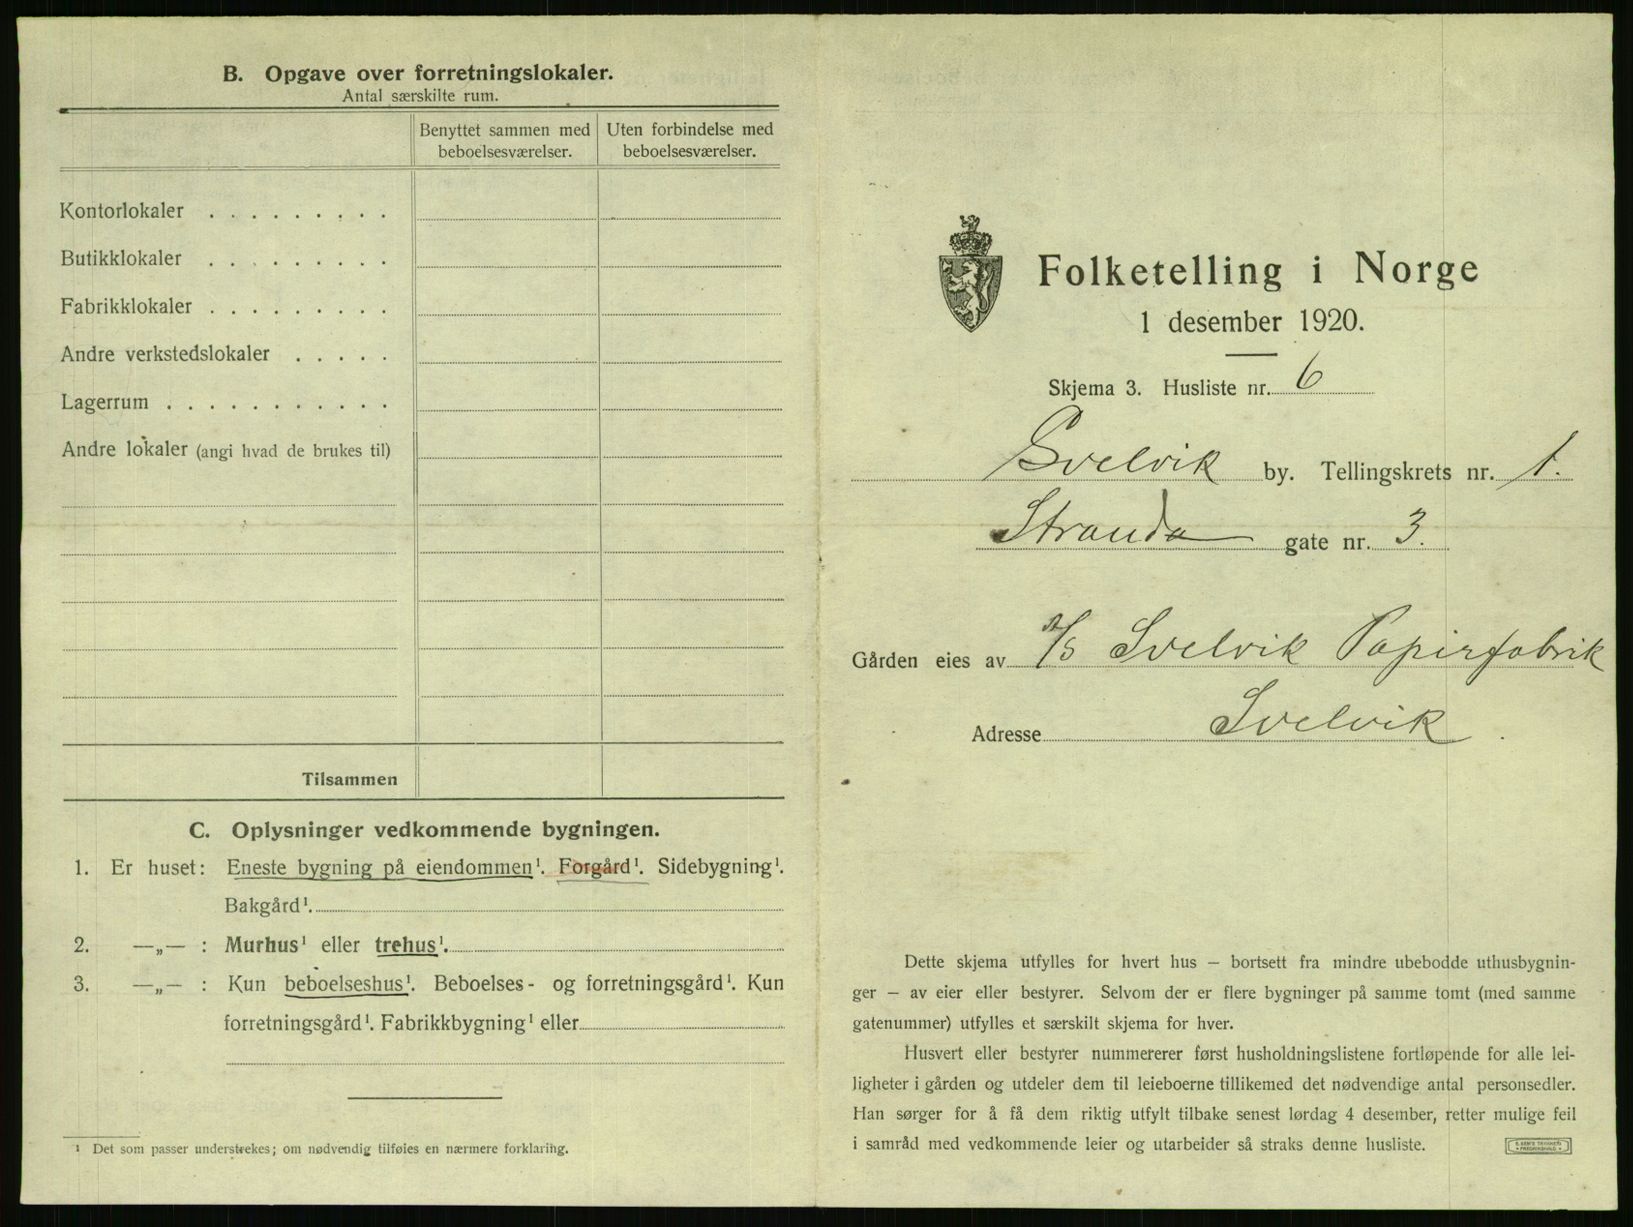 B. Opgave over forretningslokaler.
Antal særskilte rum.
Benyttet sammen med beboelsesværelser.
Uten forbindelse med beboelsesværelser.
Kontorlokaler . . . . . . . . .
Butikklokaler . . . . . . . . .
Fabrikklokaler . . . . . . . . .
Andre verkstedslokaler . . . . .
Lagerrum . . . . . . . . . . .
Andre lokaler (angi hvad de brukes til)
Tilsammen
C. Oplysninger vedkommende bygningen.
1. Er huset: Eneste bygning på eiendommen¹. Forgård¹. Sidebygning¹.
Bakgård¹.
2. —„— : Murhus¹ eller trehus¹.
3. —„— : Kun beboelseshus¹. Beboelses- og forretningsgård¹. Kun
forretningsgård¹. Fabrikkbygning¹ eller
¹ Det som passer understrekes; om nødvendig tilføies en nærmere forklaring.
Folketelling i Norge
1 desember 1920.
Skjema 3. Husliste nr. 6
Svelvik by. Tellingskrets nr. 1.
Stranda gate nr. 3.
Gården eies av A/S Svelvik Papirfabrik
Adresse Svelvik
Dette skjema utfylles for hvert hus – bortsett fra mindre ubebodde uthusbygnin-
ger – av eier eller bestyrer. Selvom der er flere bygninger på samme tomt (med samme
gatenummer) utfylles et særskilt skjema for hver.
Husvert eller bestyrer nummererer først husholdningslistene fortløpende for alle lei-
ligheter i gården og utdeler dem til leieboerne tillikemed det nødvendige antal personsedler.
Han sørger for å få dem riktig utfylt tilbake senest lørdag 4 desember, retter mulige feil
i samråd med vedkommende leier og utarbeider så straks denne husliste.